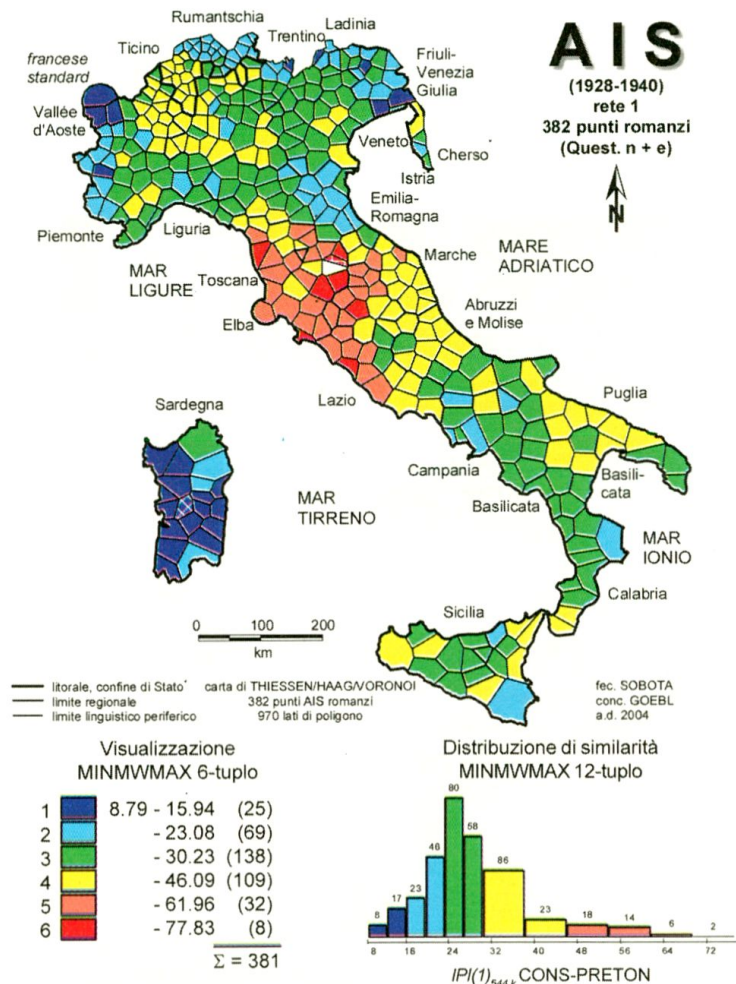 AIS
(1928-1940)
rete 1
382 punti romanzi
(Quest. n + e)
N
Rumantschia
Ladinia
Ticino
Trentino
francese
standard
Friuli-
Venezia
Giulia
Vallée
d'Aoste
Veneto
Cherso
Istria
Emilia-
Romagna
Piemonte
Liguria
MAR
LIGURE
Marche
MARE
ADRIATICO
Toscana
Elba
Abruzzi
e Molise
Lazio
Puglia
Sardegna
Campania
Basili-
cata
MAR
TIRRENO
Basilicata
MAR
IONIO
Calabria
Sicilia
0 100 200
km
litorale, confine di Stato
limite regionale
limite linguistico periferico
carta di THIESSEN/HAAG/VORONOI
382 punti AIS romanzi
970 lati di poligono
fec. SOBOTA
conc. GOEBL
a.d. 2004
Visualizzazione
MINMWMAX 6-tuplo
1 8.79 - 15.94 (25)
2 - 23.08 (69)
3 - 30.23 (138)
4 - 46.09 (109)
5 - 61.96 (32)
6 - 77.83 (8)
Σ = 381
Distribuzione di similarità
MINMWMAX 12-tuplo
8 17 23 46 80 58 86 23 18 14 6 2
8 16 24 32 40 48 56 64 72
IPI(1)544,k CONS-PRETON